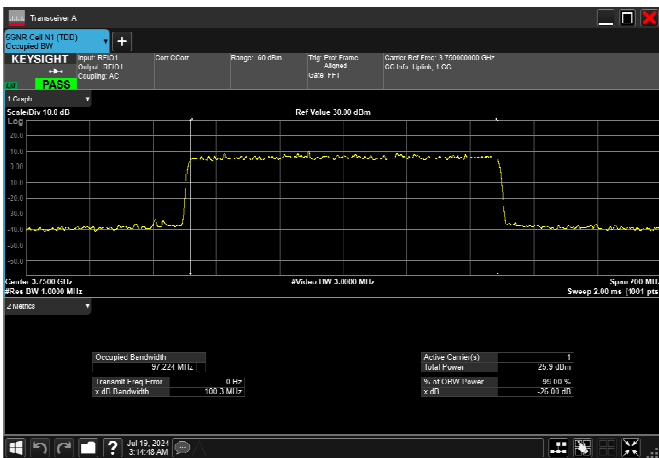 Transceiver A
5GNR Cell N1 (TDD)
Occupied BW
KEYSIGHT
PASS
Input: RFIO1
Output: RFIO1
Coupling: AC
Corr CCorr
Range: -60 dBm
Trig: Prot Frame
Aligned
Gate: FFT
Carrier Ref Freq: 3.750000000 GHz
CC Info: Uplink, 1 CC
1 Graph
Scale/Div 10.0 dB
Ref Value 30.00 dBm
Log
20.0
10.0
0.00
-10.0
-20.0
-30.0
-40.0
-50.0
-60.0
Center 3.7500 GHz
#Video BW 3.0000 MHz
Span 200 MHz
#Res BW 1.0000 MHz
Sweep 2.00 ms (1001 pts)
2 Metrics
Occupied Bandwidth
97.224 MHz
Transmit Freq Error
0 Hz
x dB Bandwidth
100.3 MHz
Active Carrier(s)
1
Total Power
25.9 dBm
% of OBW Power
99.00 %
x dB
-26.00 dB
Jul 19, 2024
3:14:48 AM